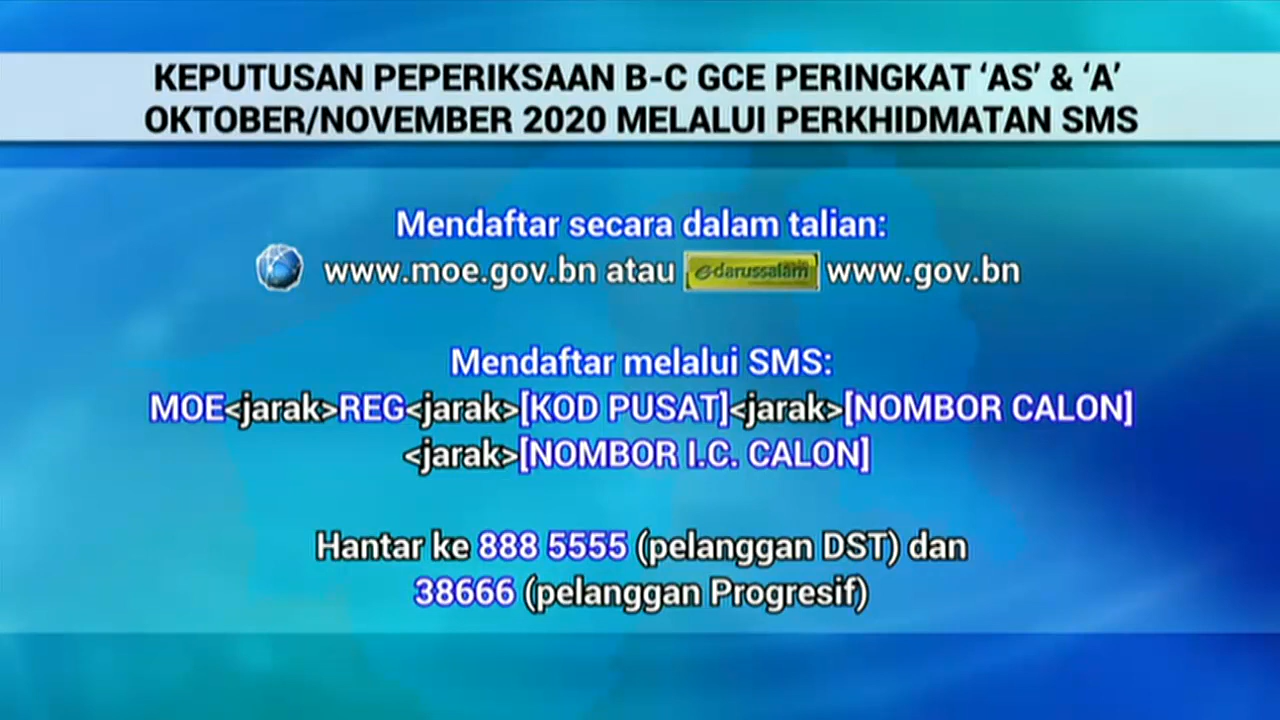 KEPUTUSAN PEPERIKSAAN B-C GCE PERINGKAT ‘AS’ & ‘A’
OKTOBER/NOVEMBER 2020 MELALUI PERKHIDMATAN SMS
Mendaftar secara dalam talian:
www.moe.gov.bn atau e-darussalam www.gov.bn
Mendaftar melalui SMS:
MOE<jarak>REG<jarak>[KOD PUSAT]<jarak>[NOMBOR CALON]
<jarak>[NOMBOR I.C. CALON]
Hantar ke 888 5555 (pelanggan DST) dan
38666 (pelanggan Progresif)